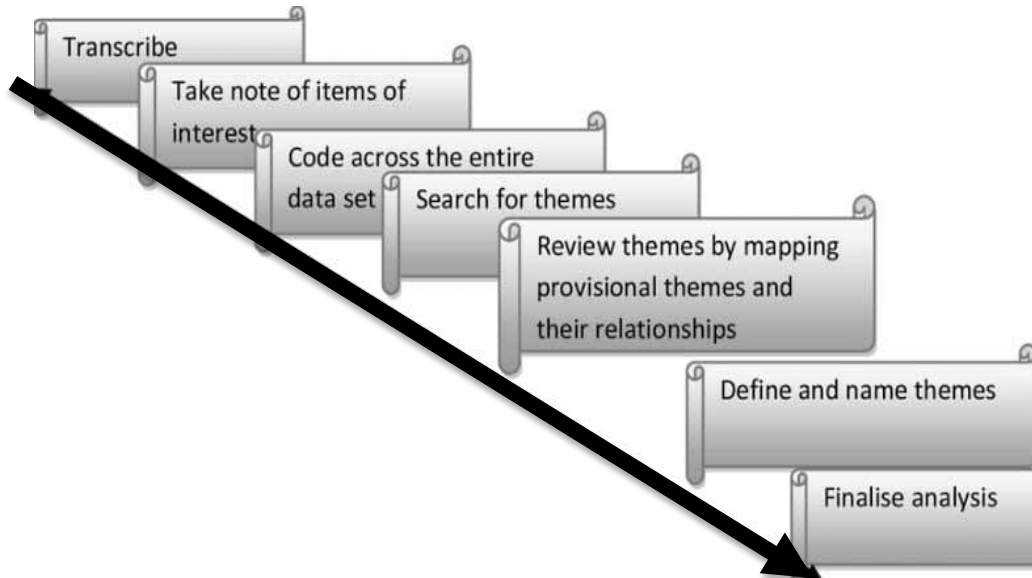 Transcribe
Take note of items of
interest
Code across the entire
data set
Search for themes
Review themes by mapping
provisional themes and
their relationships
Define and name themes
Finalise analysis